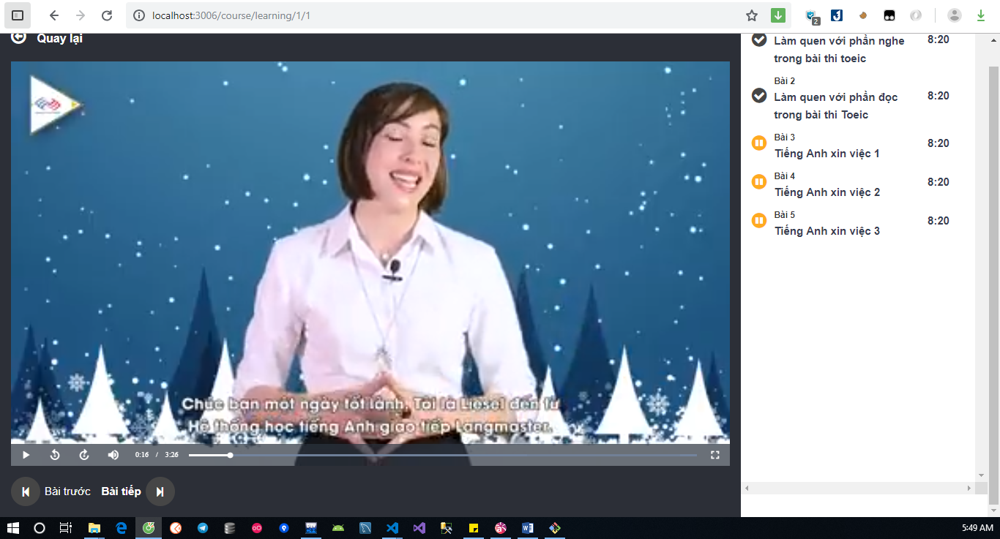 localhost:3006/course/learning/1/1
2
Quay lại
Chúc bạn một ngày tốt lành. Tôi là Liesel đến từ
Hệ thống học tiếng Anh giao tiếp Langmaster.
0:16 / 3:26
Bài trước
Bài tiếp
Làm quen với phần nghe
trong bài thi toeic
8:20
Bài 2
Làm quen với phần đọc
trong bài thi Toeic
8:20
Bài 3
Tiếng Anh xin việc 1
8:20
Bài 4
Tiếng Anh xin việc 2
8:20
Bài 5
Tiếng Anh xin việc 3
8:20
DEV
5:49 AM